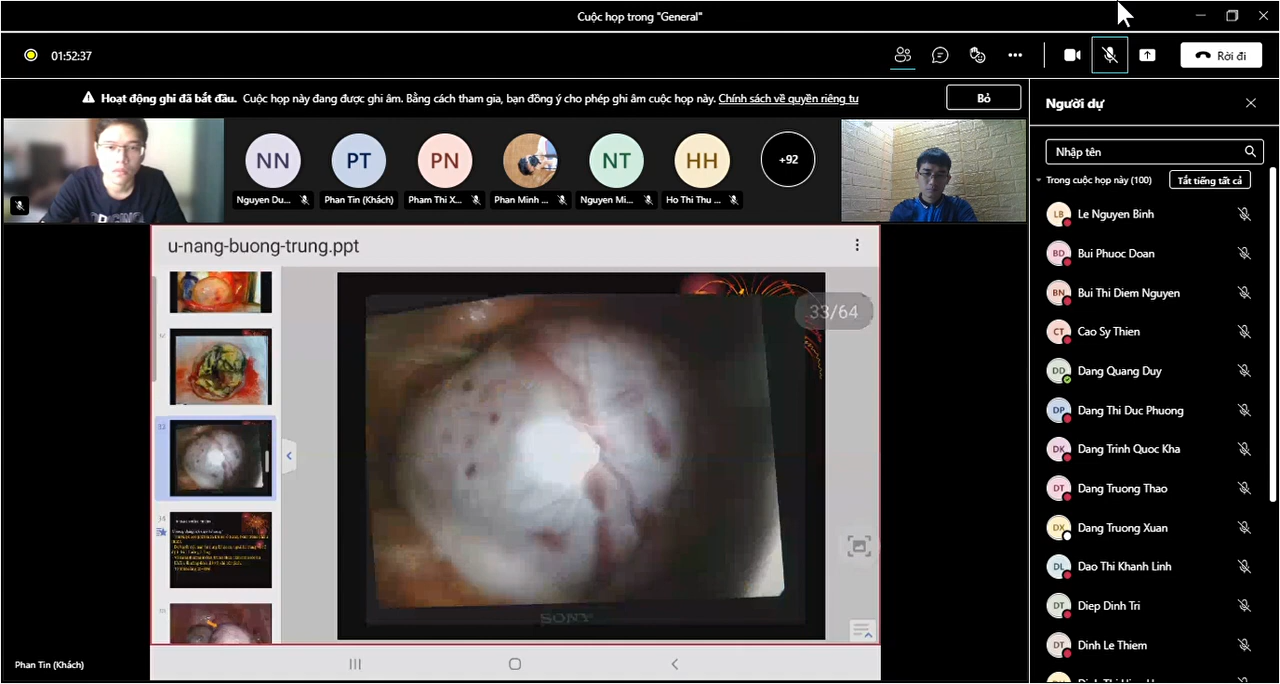 Cuộc họp trong "General"
01:52:37
Rời đi
Hoạt động ghi đã bắt đầu. Cuộc họp này đang được ghi âm. Bằng cách tham gia, bạn đồng ý cho phép ghi âm cuộc họp này. Chính sách về quyền riêng tư
Bỏ
NN
PT
PN
NT
HH
+92
Nguyen Du...
Phan Tin (Khách)
Pham Thi X...
Phan Minh ...
Nguyen Mi...
Ho Thi Thu ...
u-nang-buong-trung.ppt
33/64
33
34
SONY
Phan Tin (Khách)
Người dự
Nhập tên
Trong cuộc họp này (100)
Tắt tiếng tất cả
LB Le Nguyen Binh
BD Bui Phuoc Doan
BN Bui Thi Diem Nguyen
CT Cao Sy Thien
DD Dang Quang Duy
DP Dang Thi Duc Phuong
DK Dang Trinh Quoc Kha
DT Dang Truong Thao
DX Dang Truong Xuan
DL Dao Thi Khanh Linh
DT Diep Dinh Tri
DT Dinh Le Thiem